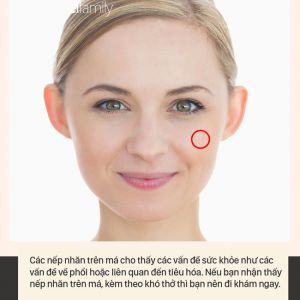 family
Các nếp nhăn trên má cho thấy các vấn đề sức khỏe như các
vấn đề về phổi hoặc liên quan đến tiêu hóa. Nếu bạn nhận thấy
nếp nhăn trên má, kèm theo khó thở thì bạn nên đi khám ngay.